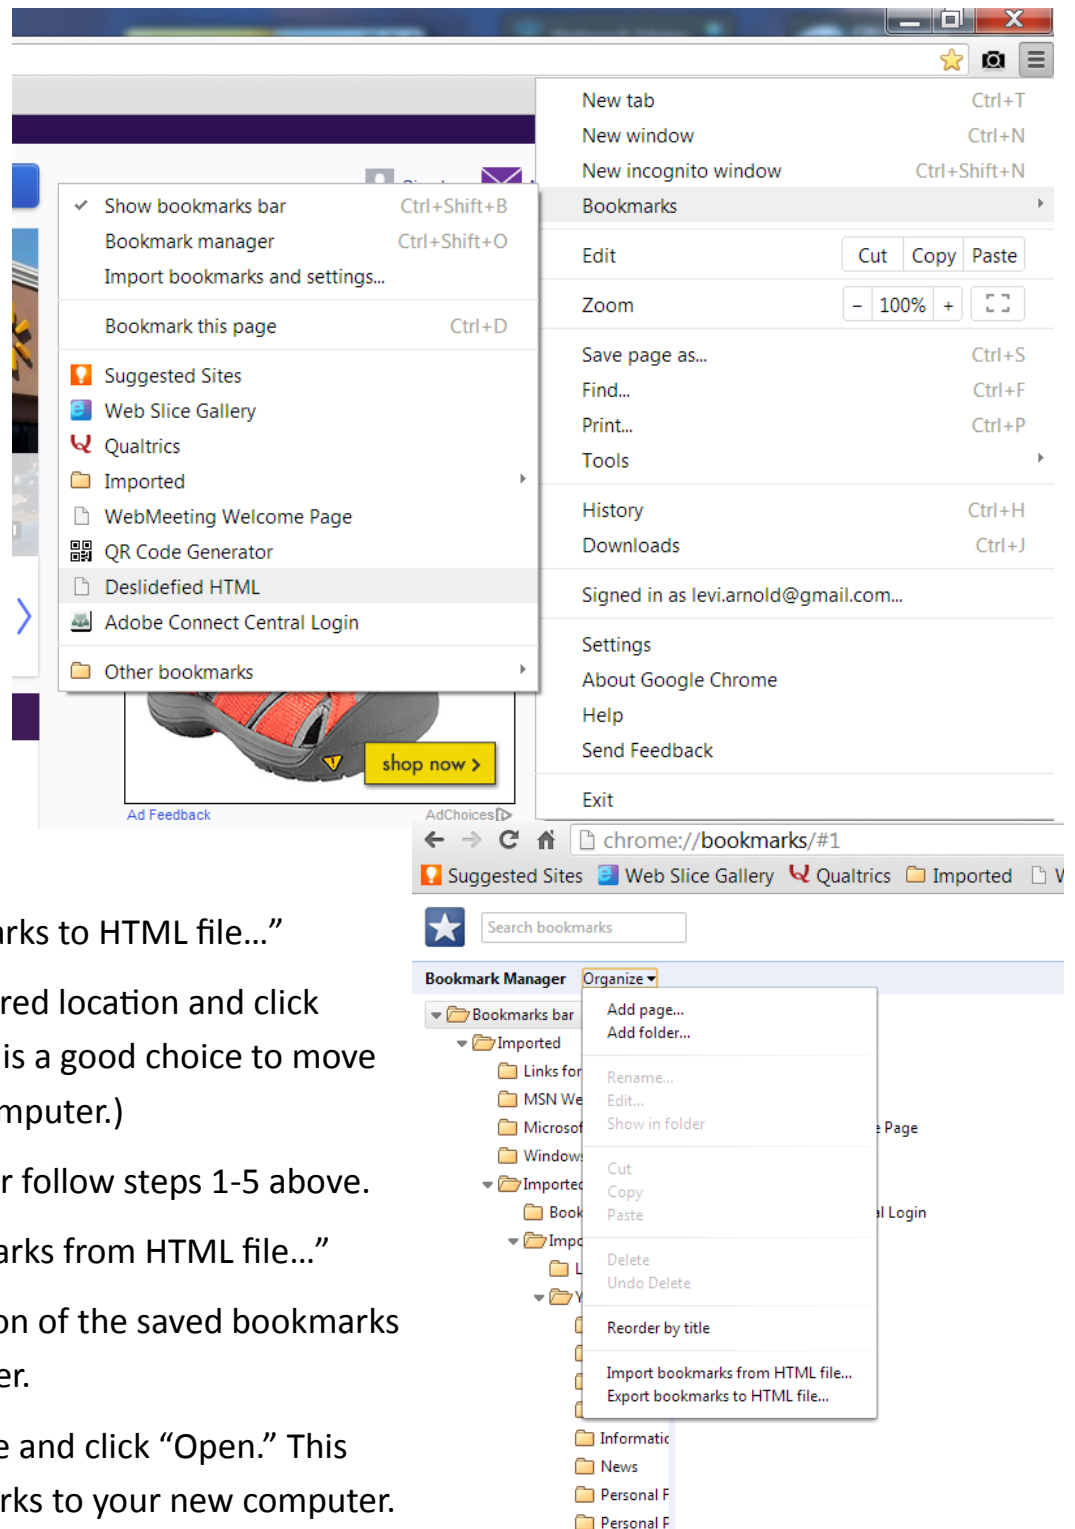 New tab Ctrl+T
New window Ctrl+N
New incognito window Ctrl+Shift+N
Bookmarks
Edit Cut Copy Paste
Zoom − 100% +
Save page as... Ctrl+S
Find... Ctrl+F
Print... Ctrl+P
Tools
History Ctrl+H
Downloads Ctrl+J
Signed in as levi.arnold@gmail.com...
Settings
About Google Chrome
Help
Send Feedback
Exit
Show bookmarks bar Ctrl+Shift+B
Bookmark manager Ctrl+Shift+O
Import bookmarks and settings...
Bookmark this page Ctrl+D
Suggested Sites
Web Slice Gallery
Qualtrics
Imported
WebMeeting Welcome Page
QR Code Generator
Deslidefied HTML
Adobe Connect Central Login
Other bookmarks
shop now >
Ad Feedback AdChoices
chrome://bookmarks/#1
Suggested Sites Web Slice Gallery Qualtrics Imported
Search bookmarks
Bookmark Manager Organize
Bookmarks bar
Imported
Links for
MSN We
Microsof
Windows
Imported
Book
Impo
L
Y
Informatic
News
Personal F
Personal F
Add page...
Add folder...
Rename...
Edit...
Show in folder
Cut
Copy
Paste
Delete
Undo Delete
Reorder by title
Import bookmarks from HTML file...
Export bookmarks to HTML file...
e Page
al Login
arks to HTML file…”
red location and click
is a good choice to move
mputer.)
r follow steps 1-5 above.
arks from HTML file…”
on of the saved bookmarks
er.
e and click “Open.” This
rks to your new computer.